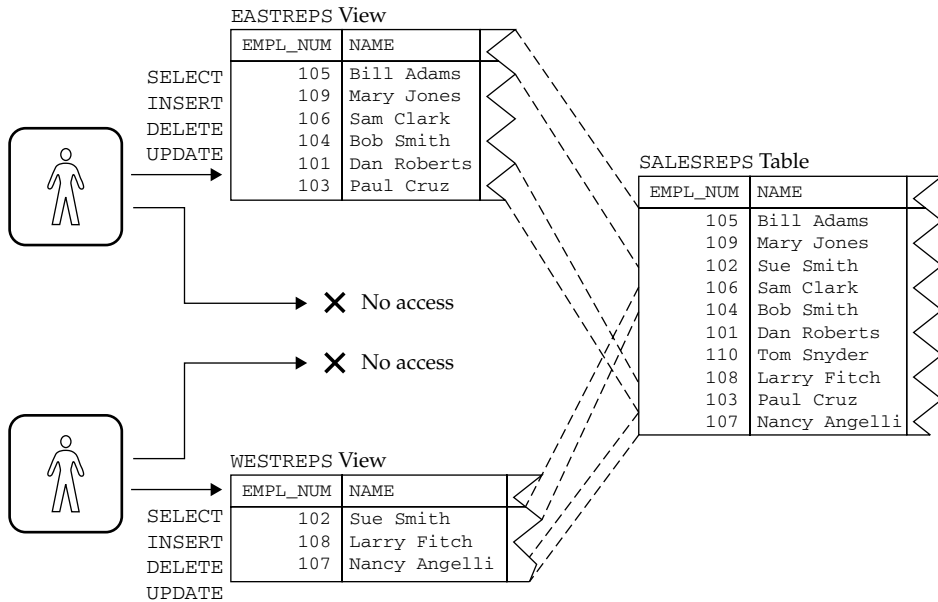 EASTREPS View
EMPL_NUM NAME
105 Bill Adams
109 Mary Jones
106 Sam Clark
104 Bob Smith
101 Dan Roberts
103 Paul Cruz
SELECT
INSERT
DELETE
UPDATE
No access
No access
SALESREPS Table
EMPL_NUM NAME
105 Bill Adams
109 Mary Jones
102 Sue Smith
106 Sam Clark
104 Bob Smith
101 Dan Roberts
110 Tom Snyder
108 Larry Fitch
103 Paul Cruz
107 Nancy Angelli
WESTREPS View
EMPL_NUM NAME
102 Sue Smith
108 Larry Fitch
107 Nancy Angelli
SELECT
INSERT
DELETE
UPDATE